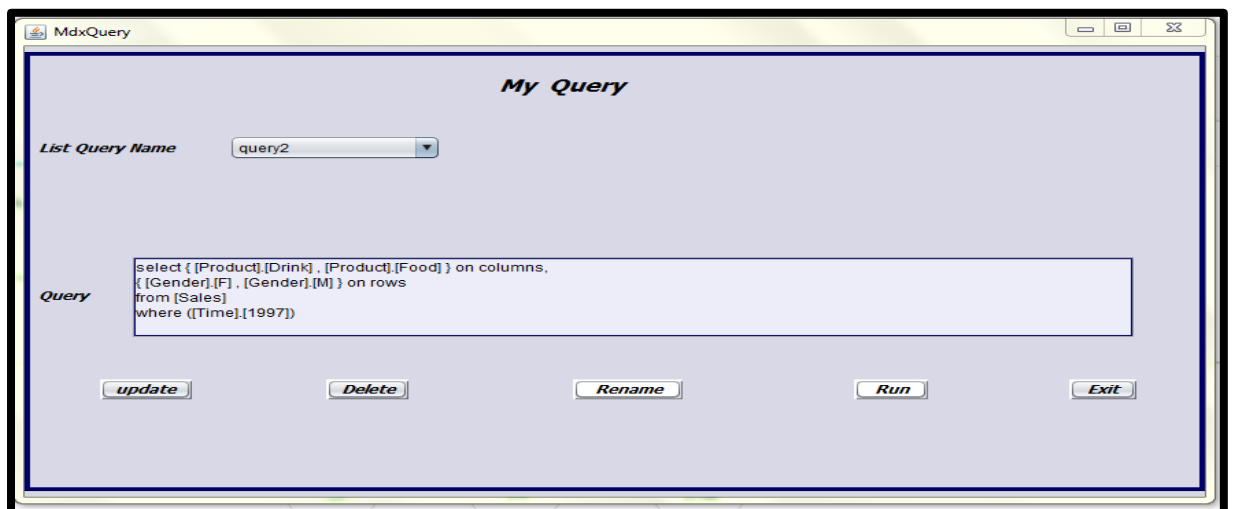 MdxQuery
My Query
List Query Name query2
select { [Product].[Drink] , [Product].[Food] } on columns,
{ [Gender].[F] , [Gender].[M] } on rows
Query
from [Sales]
where ([Time].[1997])
update Delete Rename Run Exit